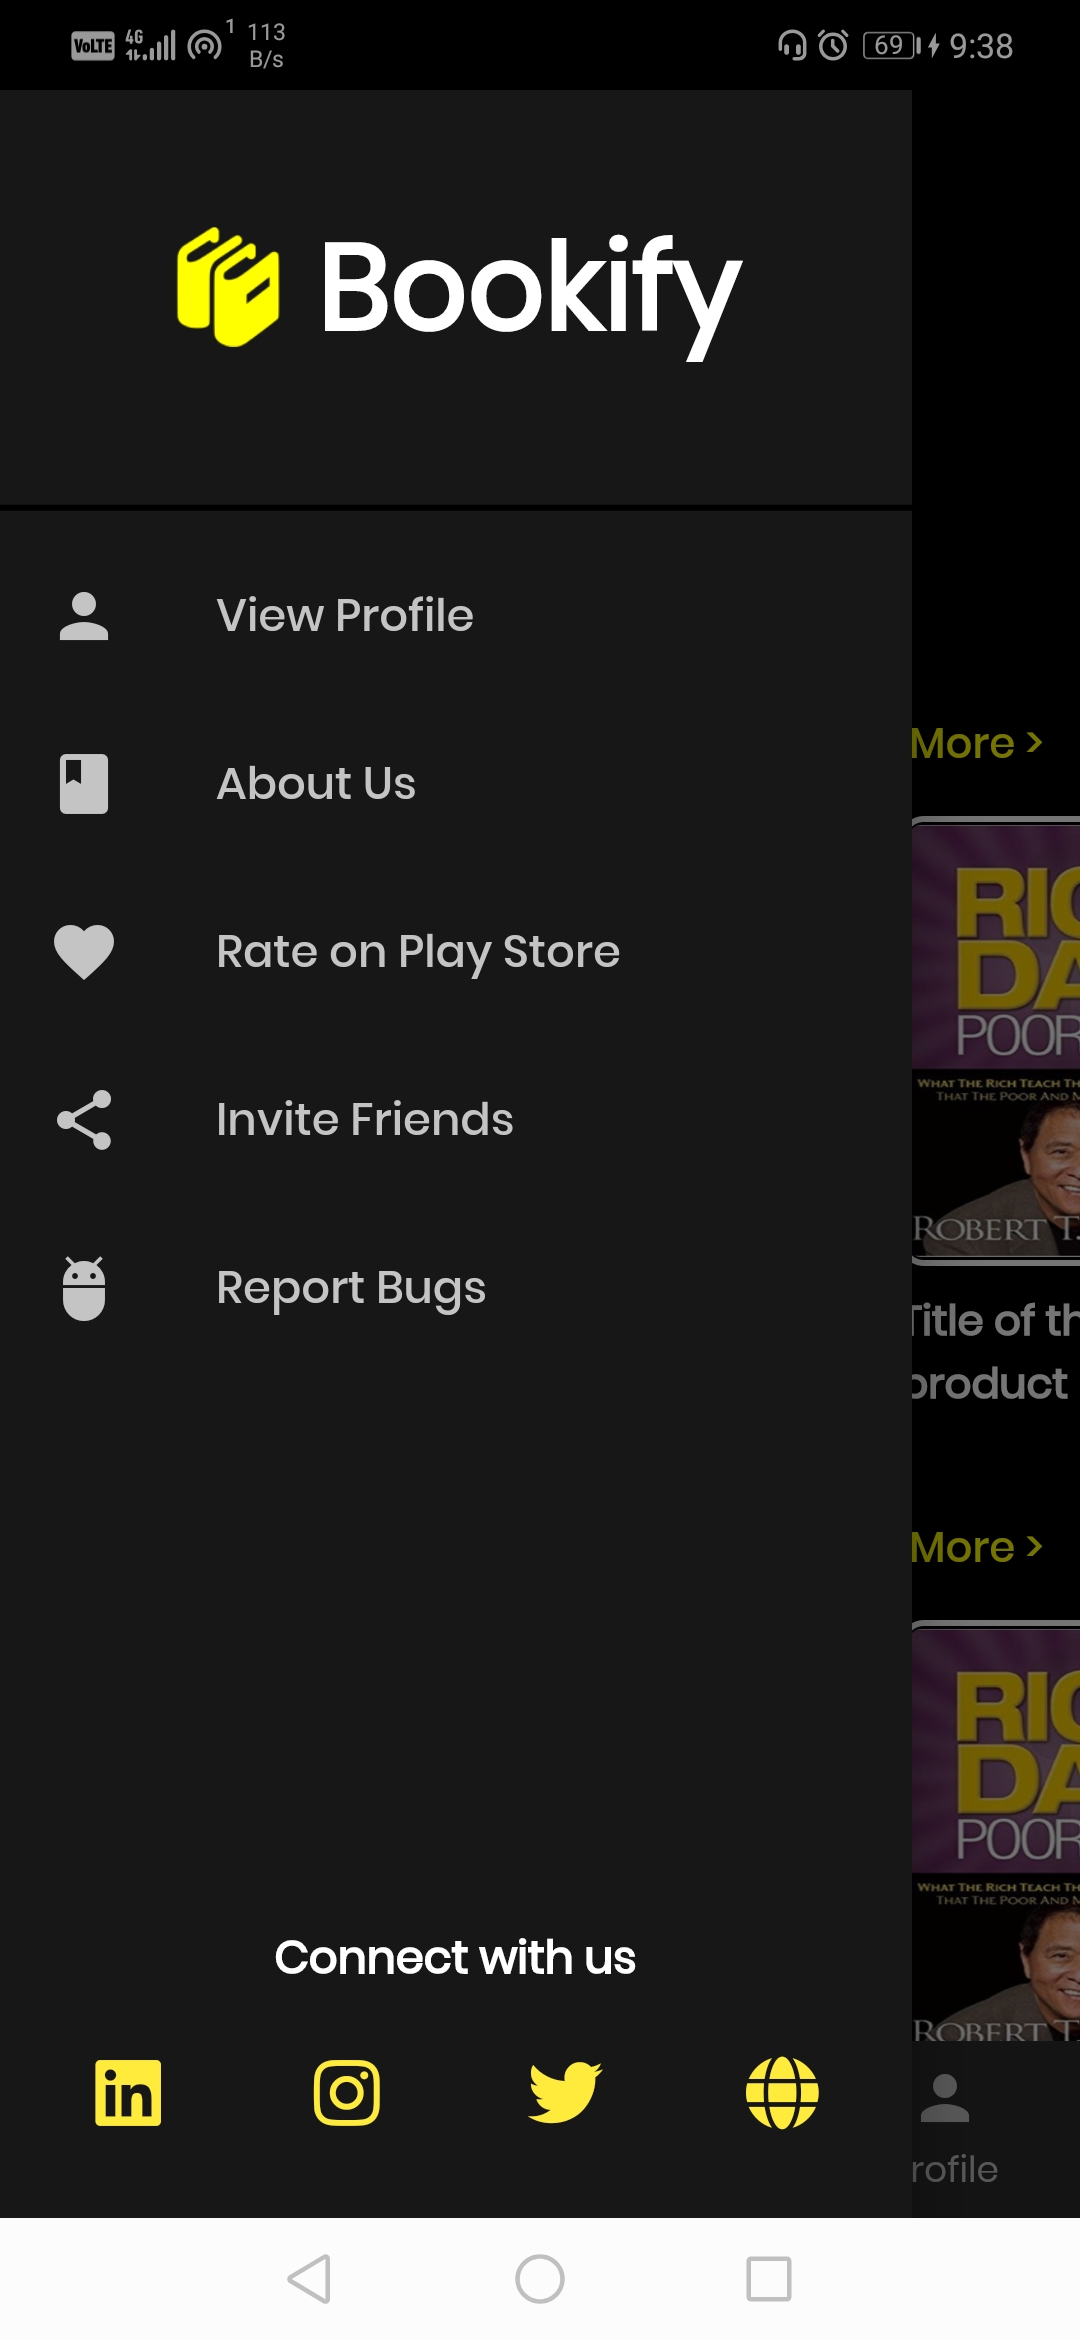 VoLTE 4G 1 113 B/s 69 9:38
Bookify
View Profile
About Us
Rate on Play Store
Invite Friends
Report Bugs
More >
RIC
DA
POOR
WHAT THE RICH TEACH TH
THAT THE POOR AND M
ROBERT T.
Title of th
product
More >
RIC
DA
POOR
WHAT THE RICH TEACH TH
THAT THE POOR AND M
ROBERT T.
Connect with us
in
rofile